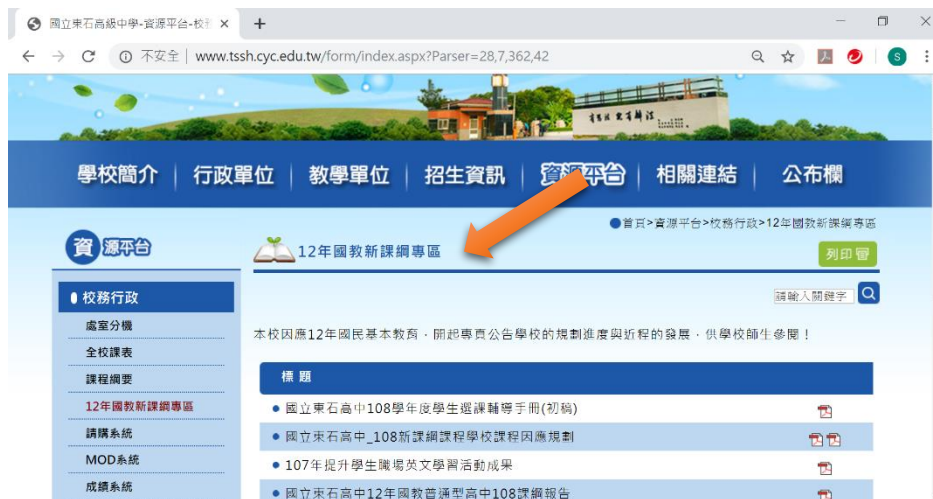 國立東石高級中學-資源平台-校
不安全 | www.tssh.cyc.edu.tw/form/index.aspx?Parser=28,7,362,42
S
學校簡介 | 行政單位 | 教學單位 | 招生資訊 | 資源平台 | 相關連結 | 公布欄
●首頁>資源平台>校務行政>12年國教新課綱專區
資源平台
12年國教新課綱專區
列印
校務行政
請輸入關鍵字
處室分機
本校因應12年國民基本教育，開起專頁公告學校的規劃進度與近程的發展，供學校師生參閱！
全校課表
課程綱要
標 題
12年國教新課綱專區
● 國立東石高中108學年度學生選課輔導手冊(初稿)
請購系統
● 國立東石高中_108新課綱課程學校課程因應規劃
MOD系統
● 107年提升學生職場英文學習活動成果
成績系統
● 國立東石高中12年國教普通型高中108課綱報告